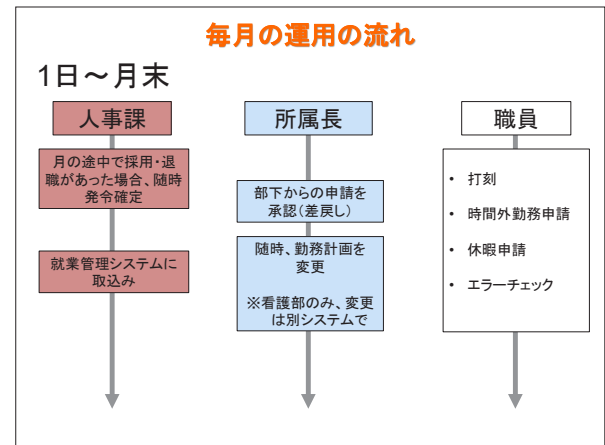 毎月の運用の流れ
1日～月末
人事課
月の途中で採用・退
職があった場合、随時
発令確定
就業管理システムに
取込み
所属長
部下からの申請を
承認（差戻し）
随時、勤務計画を
変更
※看護部のみ、変更
は別システムで
職員
• 打刻
• 時間外勤務申請
• 休暇申請
• エラーチェック